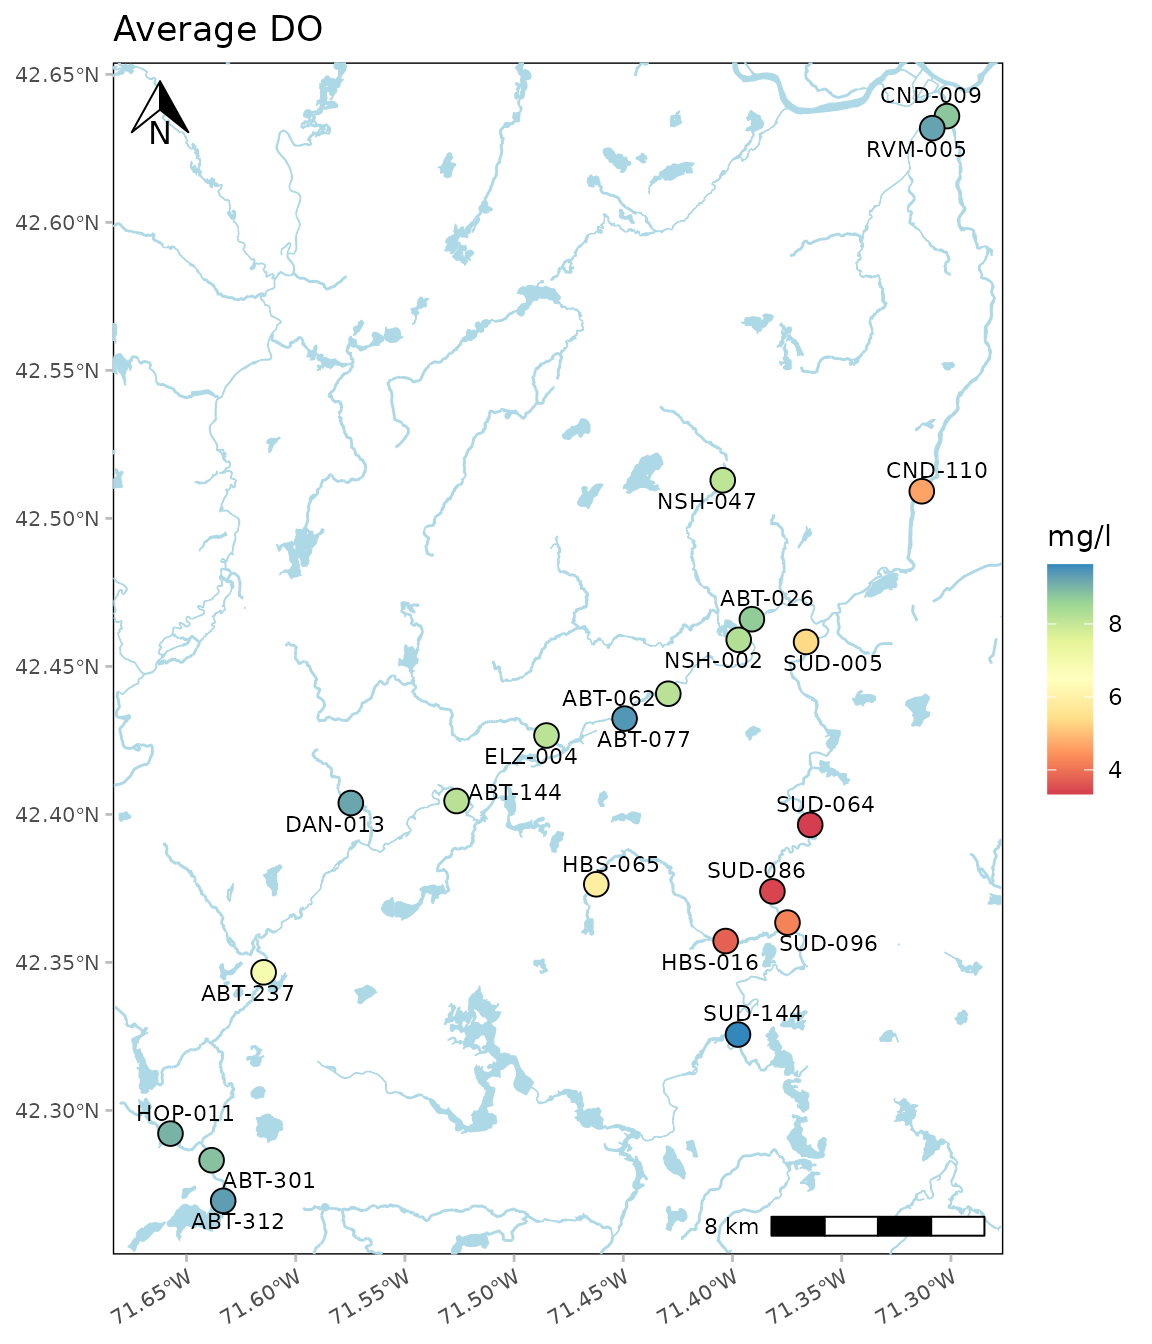 Average DO
42.65°N
42.60°N
42.55°N
42.50°N
42.45°N
42.40°N
42.35°N
42.30°N
N
CND-009
RVM-005
CND-110
NSH-047
ABT-026
NSH-002
SUD-005
ABT-062
ABT-077
ELZ-004
ABT-144
DAN-013
SUD-064
HBS-065
SUD-086
SUD-096
HBS-016
ABT-237
SUD-144
HOP-011
ABT-301
ABT-312
8 km
71.65°W
71.60°W
71.55°W
71.50°W
71.45°W
71.40°W
71.35°W
71.30°W
mg/l
8
6
4